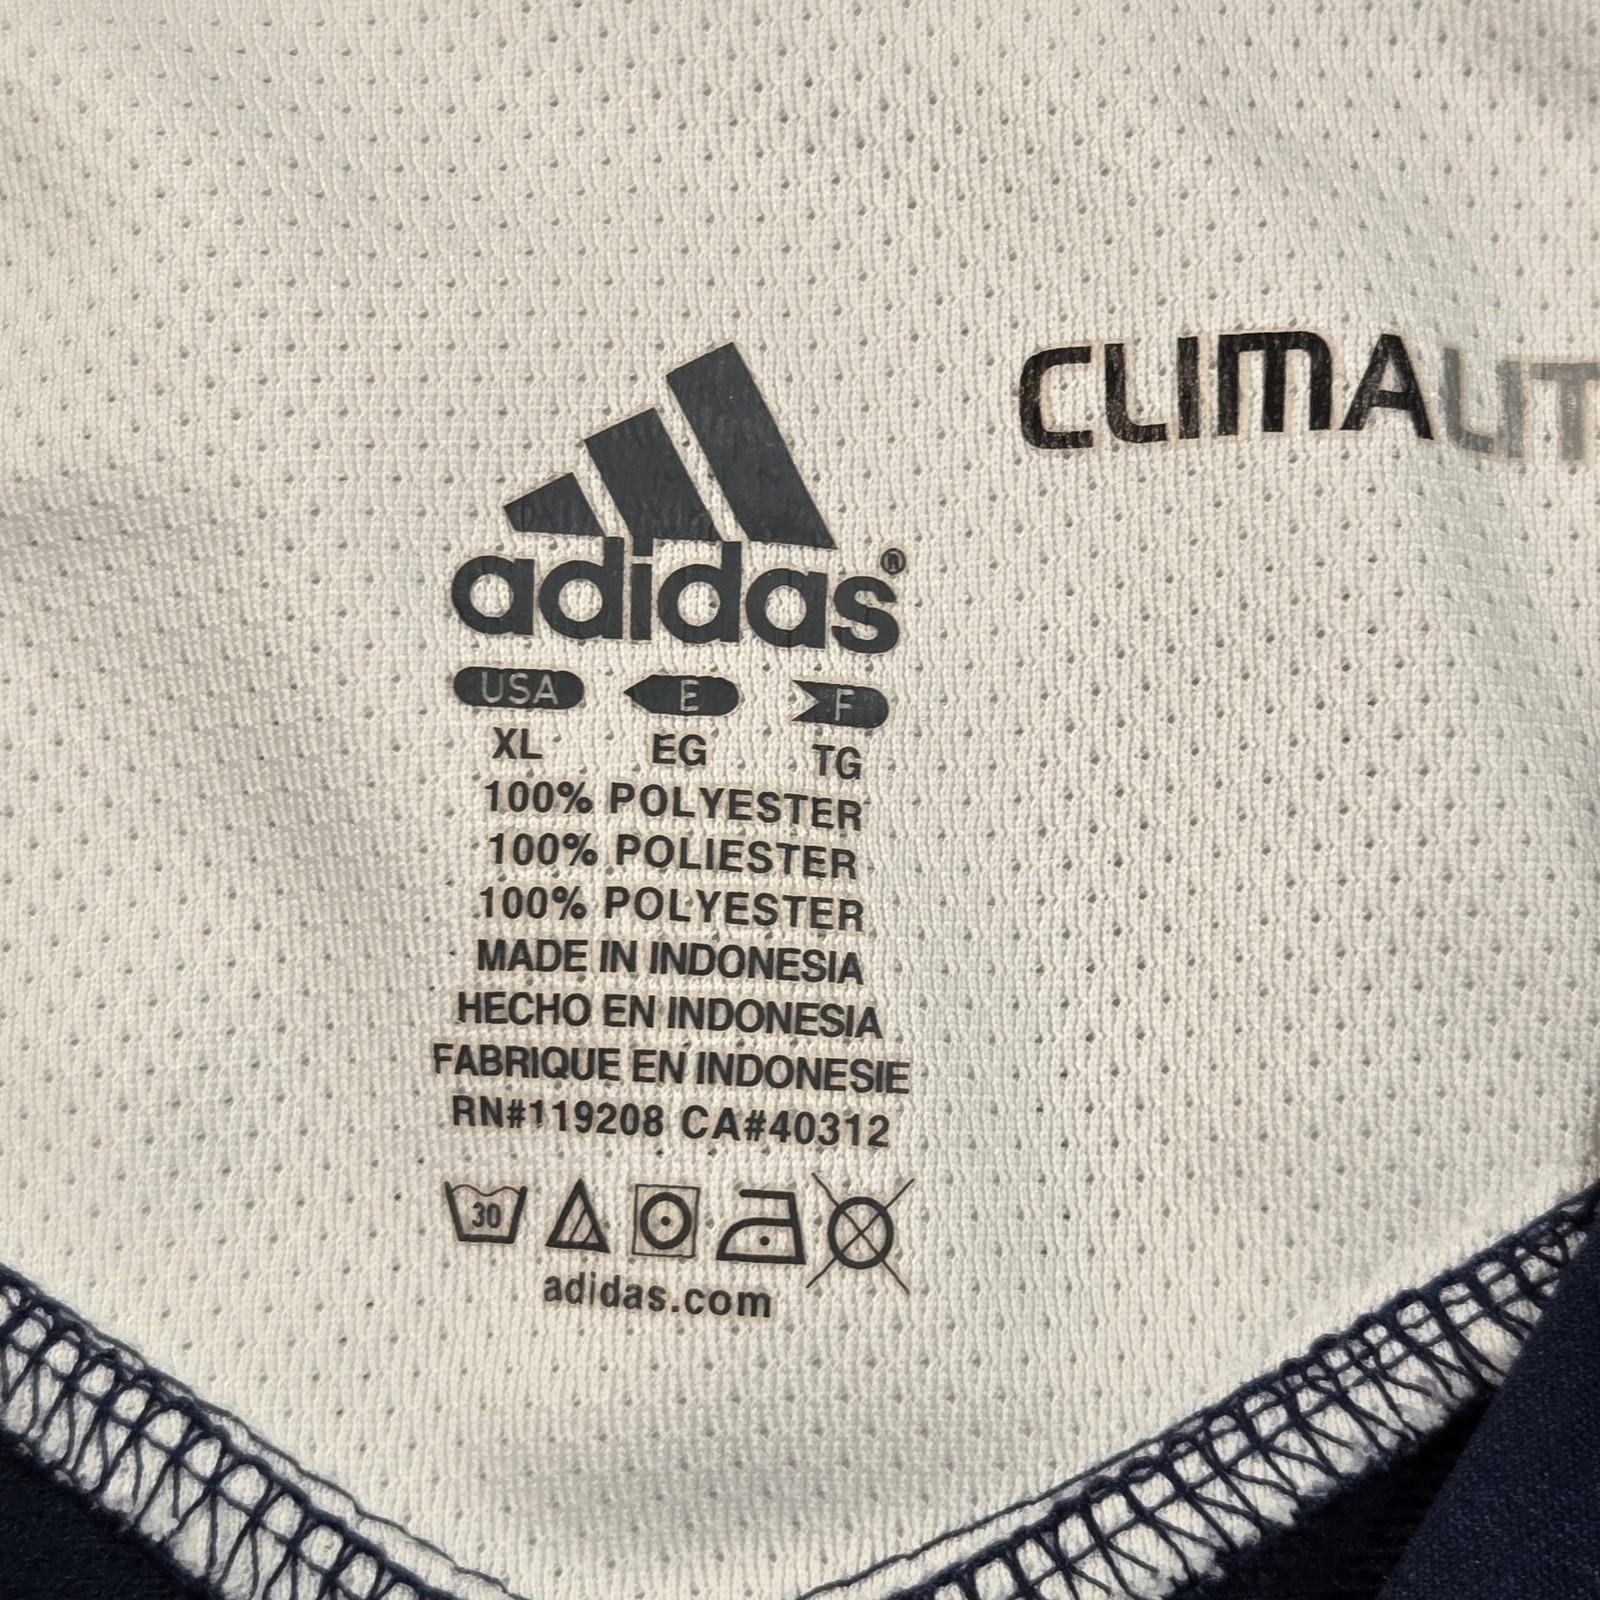 CLIMALIT
adidas®
USA E F
XL EG TG
100% POLYESTER
100% POLIESTER
100% POLYESTER
MADE IN INDONESIA
HECHO EN INDONESIA
FABRIQUE EN INDONESIE
RN#119208 CA#40312
30
adidas.com